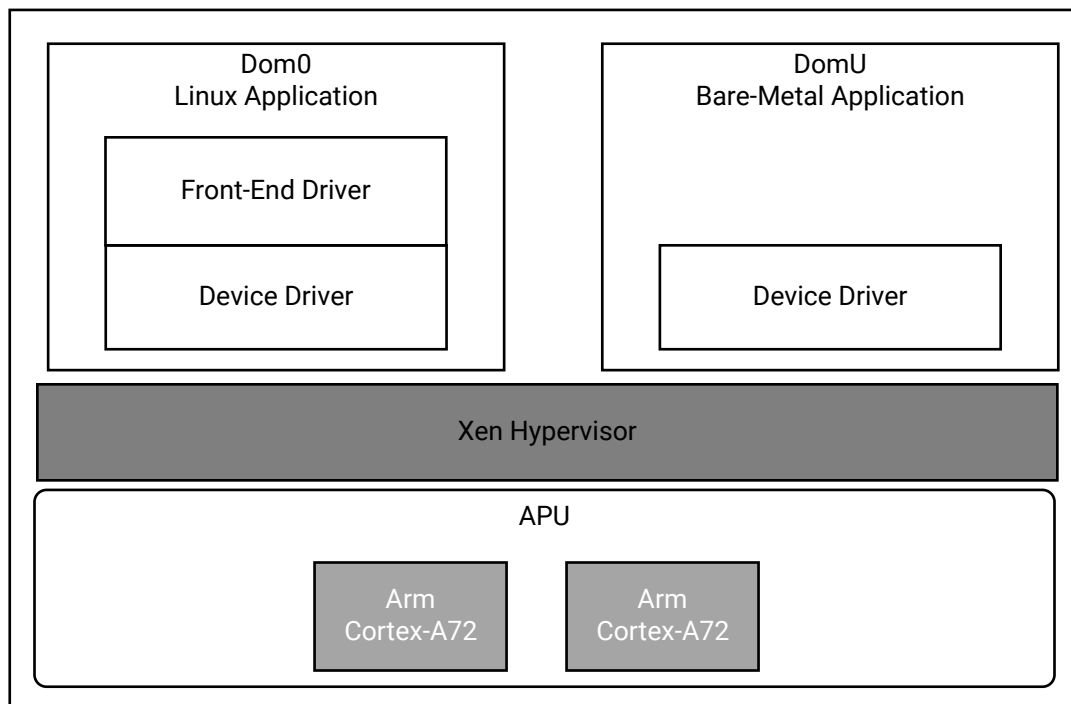 Dom0
Linux Application
Front-End Driver
Device Driver
DomU
Bare-Metal Application
Device Driver
Xen Hypervisor
APU
Arm
Cortex-A72
Arm
Cortex-A72